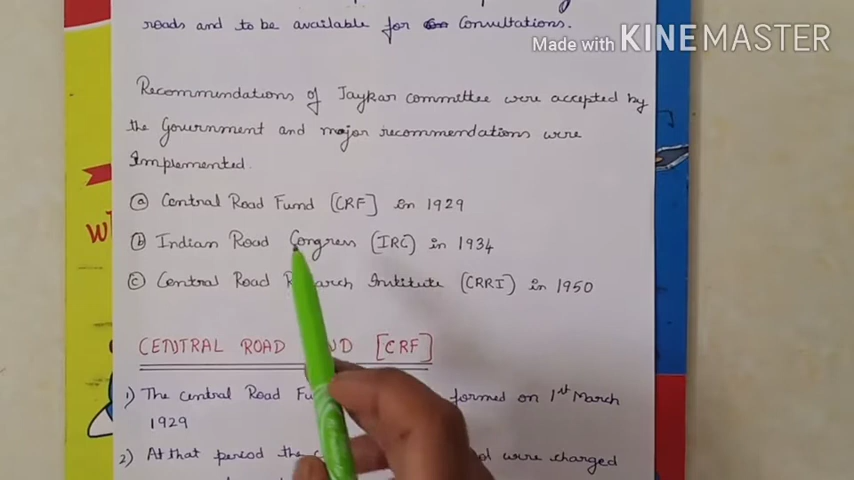 roads and to be available for Consultations.
Made with KINEMASTER
Recommendations of Jaykar committee were accepted by
the Government and major recommendations were
Implemented.
(a) Central Road Fund [CRF] in 1929
(b) Indian Road Congress (IRC) in 1934
(c) Central Road Research Institute (CRRI) in 1950
CENTRAL ROAD [CRF]
1) The central Road formed on 1st March
1929
2) At that period the were charged